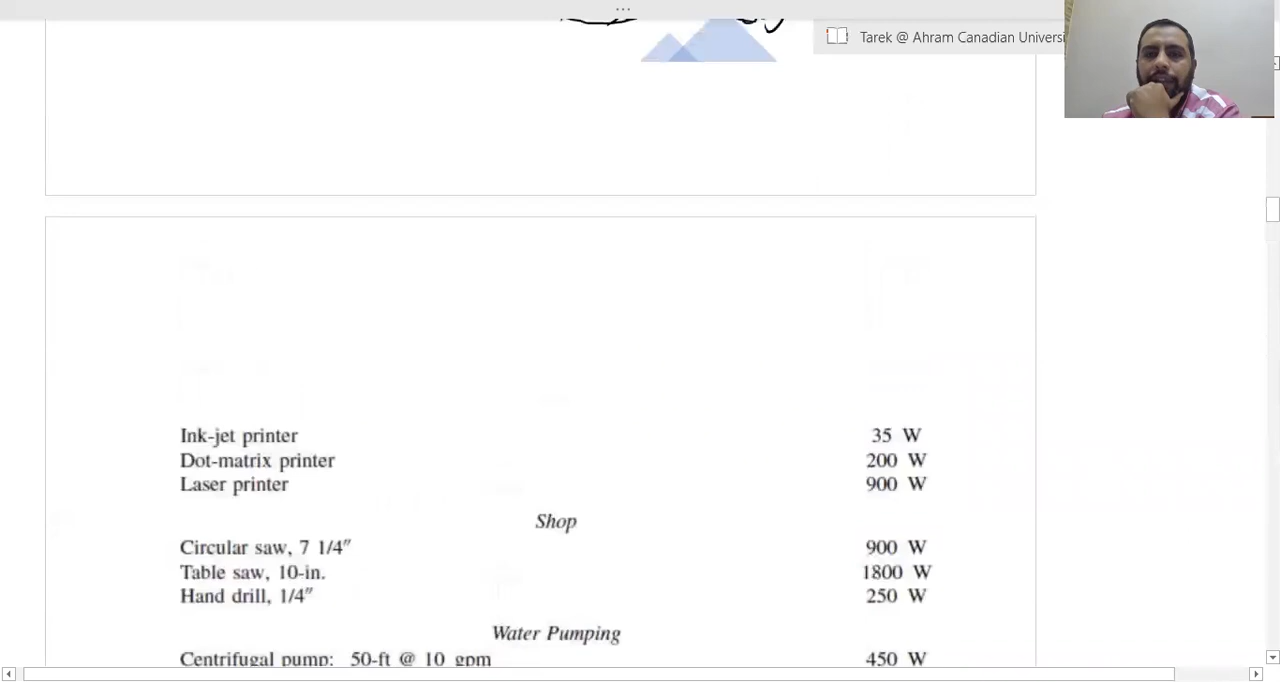 ...
Tarek @ Ahram Canadian Universi
Ink-jet printer 35 W
Dot-matrix printer 200 W
Laser printer 900 W
Shop
Circular saw, 7 1/4″ 900 W
Table saw, 10-in. 1800 W
Hand drill, 1/4″ 250 W
Water Pumping
Centrifugal pump: 50-ft @ 10 gpm 450 W